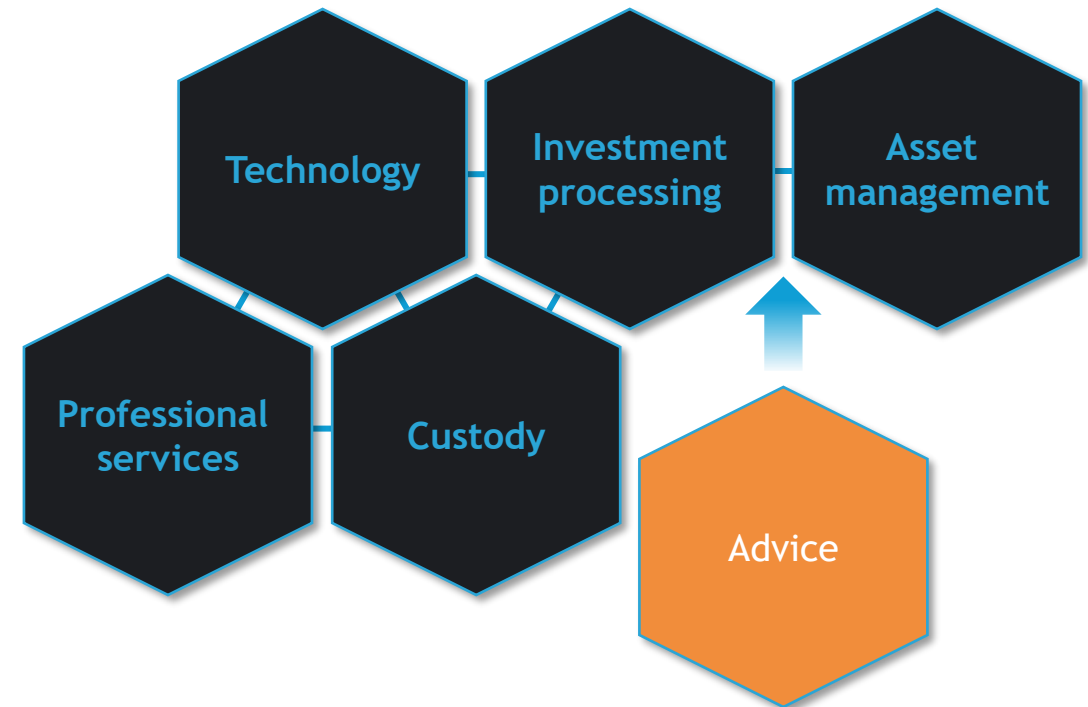 Technology
Investment
processing
Asset
management
Professional
services
Custody
Advice